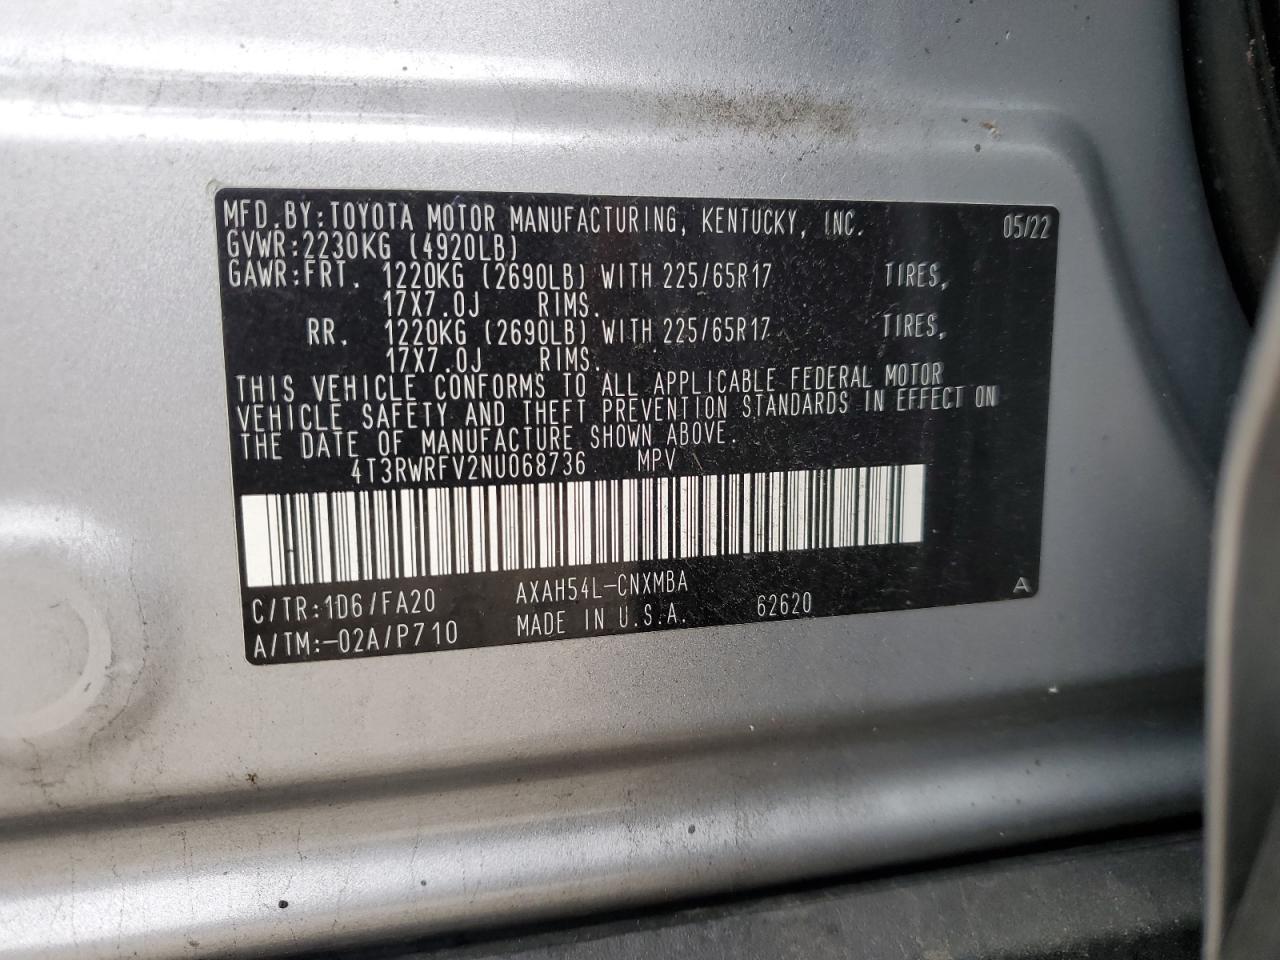 MFD.BY:TOYOTA MOTOR MANUFACTURING, KENTUCKY, INC. 05/22
GVWR:2230KG (4920LB)
GAWR:FRT. 1220KG (2690LB) WITH 225/65R17 TIRES,
17X7.0J RIMS.
RR. 1220KG (2690LB) WITH 225/65R17 TIRES,
17X7.0J RIMS.
THIS VEHICLE CONFORMS TO ALL APPLICABLE FEDERAL MOTOR
VEHICLE SAFETY AND THEFT PREVENTION STANDARDS IN EFFECT ON
THE DATE OF MANUFACTURE SHOWN ABOVE.
4T3RWRFV2NU068736 MPV
C/TR:1D6/FA20 AXAH54L-CNXMBA A
A/TM:-02A/P710 MADE IN U.S.A. 62620